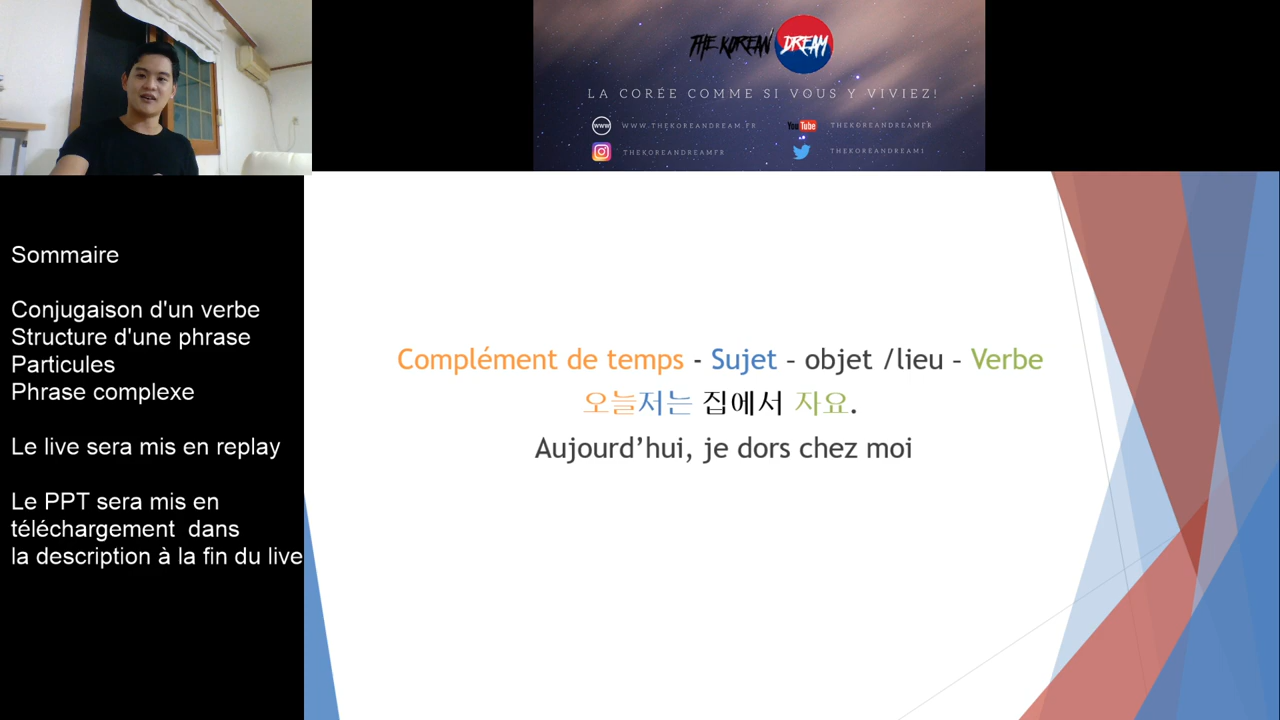 THE KOREAN DREAM
LA CORÉE COMME SI VOUS Y VIVIEZ!
WWW WWW.THEKOREANDREAM.FR
You Tube THEKOREANDREAMFR
THEKOREANDREAMFR
THEKOREANDREAM1
Sommaire
Conjugaison d'un verbe
Structure d'une phrase
Particules
Phrase complexe
Le live sera mis en replay
Le PPT sera mis en
téléchargement dans
la description à la fin du live
Complément de temps - Sujet – objet /lieu – Verbe
오늘저는 집에서 자요.
Aujourd’hui, je dors chez moi